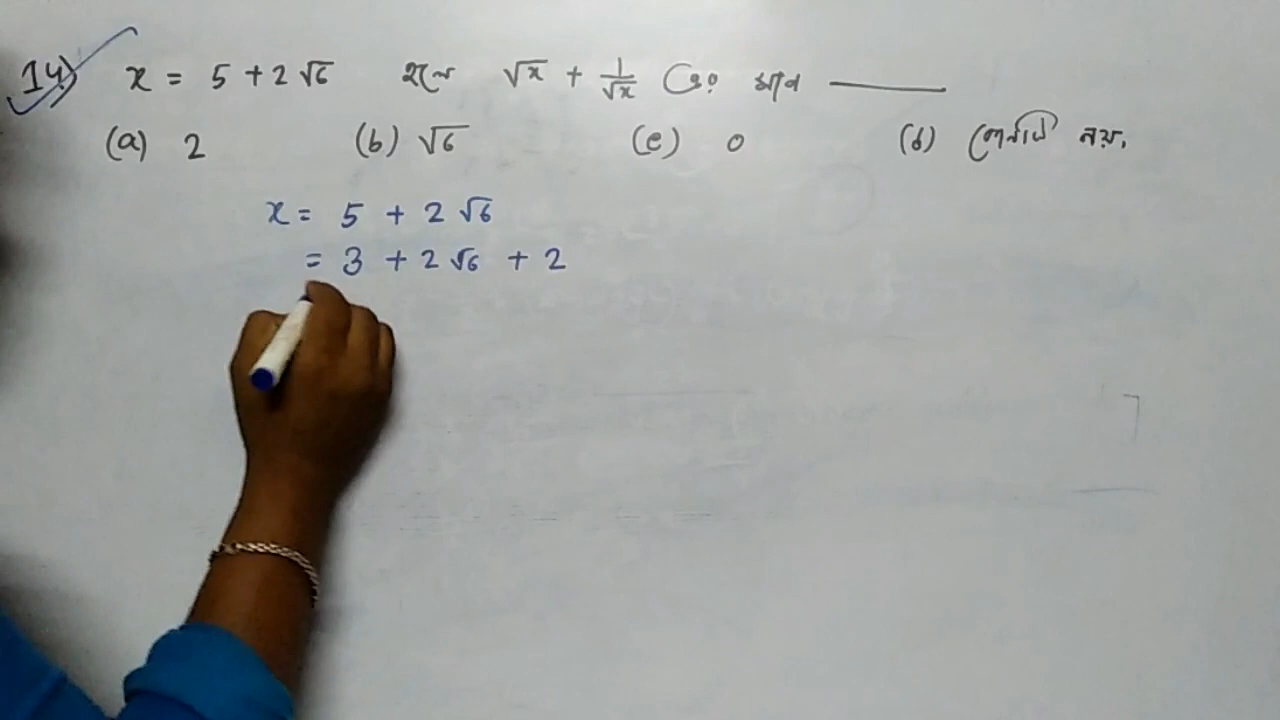 14) x = 5 + 2√6 হলে √x + 1/√x এর মান ______
(a) 2 (b) √6 (c) 0 (d) কোনটি নয়.
x = 5 + 2√6
= 3 + 2√6 + 2